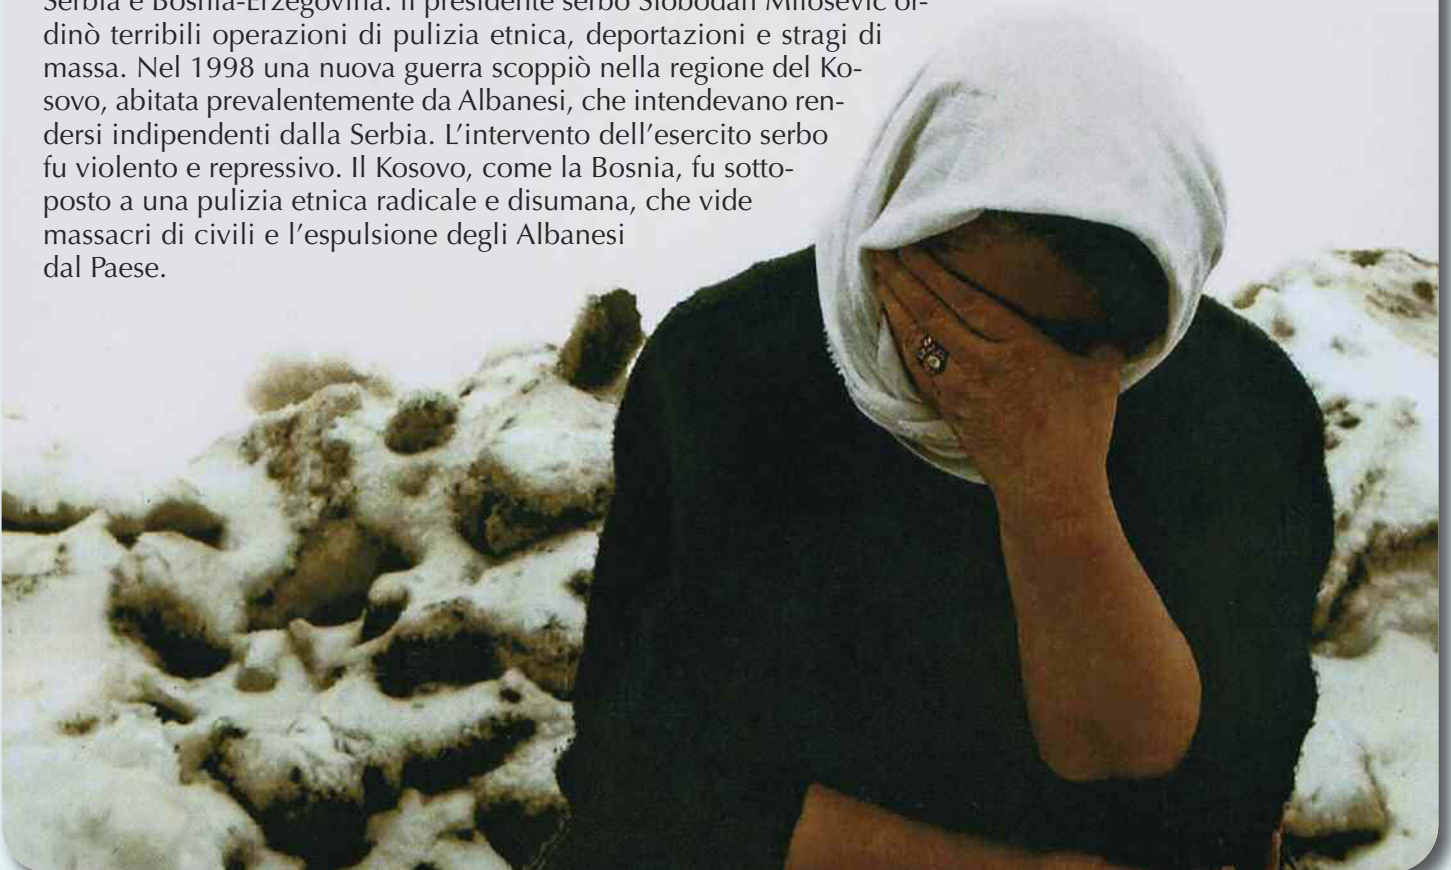 Serbia e Bosnia-Erzegovina. Il presidente serbo Slobodan Milosevic or-
dinò terribili operazioni di pulizia etnica, deportazioni e stragi di
massa. Nel 1998 una nuova guerra scoppiò nella regione del Ko-
sovo, abitata prevalentemente da Albanesi, che intendevano ren-
dersi indipendenti dalla Serbia. L’intervento dell’esercito serbo
fu violento e repressivo. Il Kosovo, come la Bosnia, fu sotto-
posto a una pulizia etnica radicale e disumana, che vide
massacri di civili e l’espulsione degli Albanesi
dal Paese.